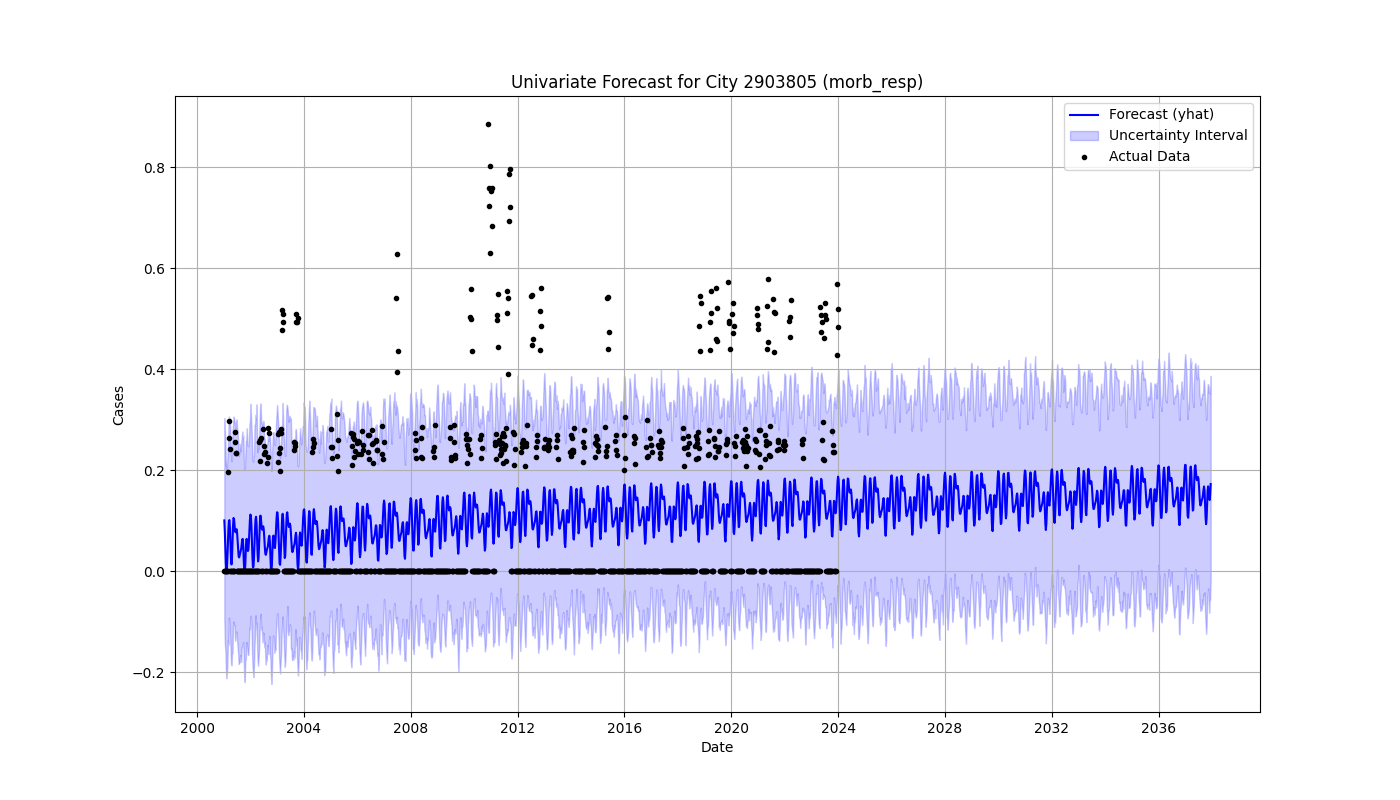 Univariate Forecast for City 2903805 (morb_resp)
Forecast (yhat)
Uncertainty Interval
Actual Data
Cases
0.8
0.6
0.4
0.2
0.0
−0.2
2000 2004 2008 2012 2016 2020 2024 2028 2032 2036
Date